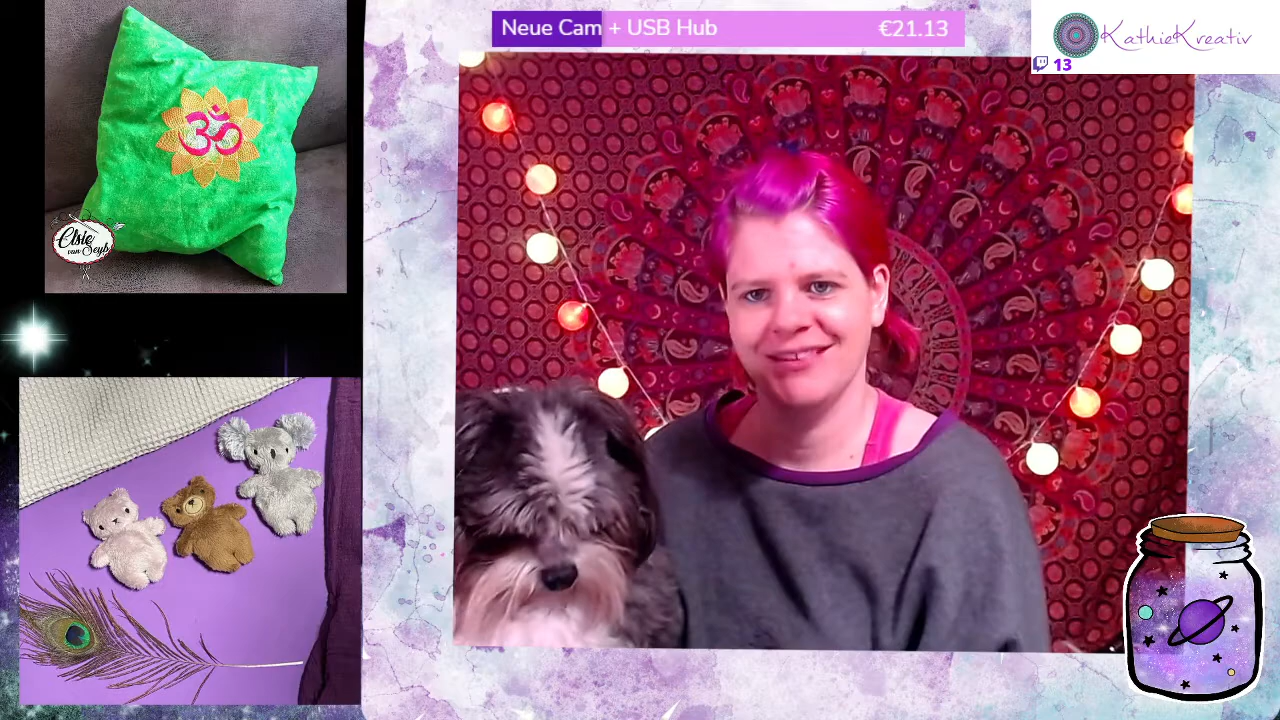 Neue Cam + USB Hub €21.13
KathieKreativ
13
ॐ
Elsie
van Seyb